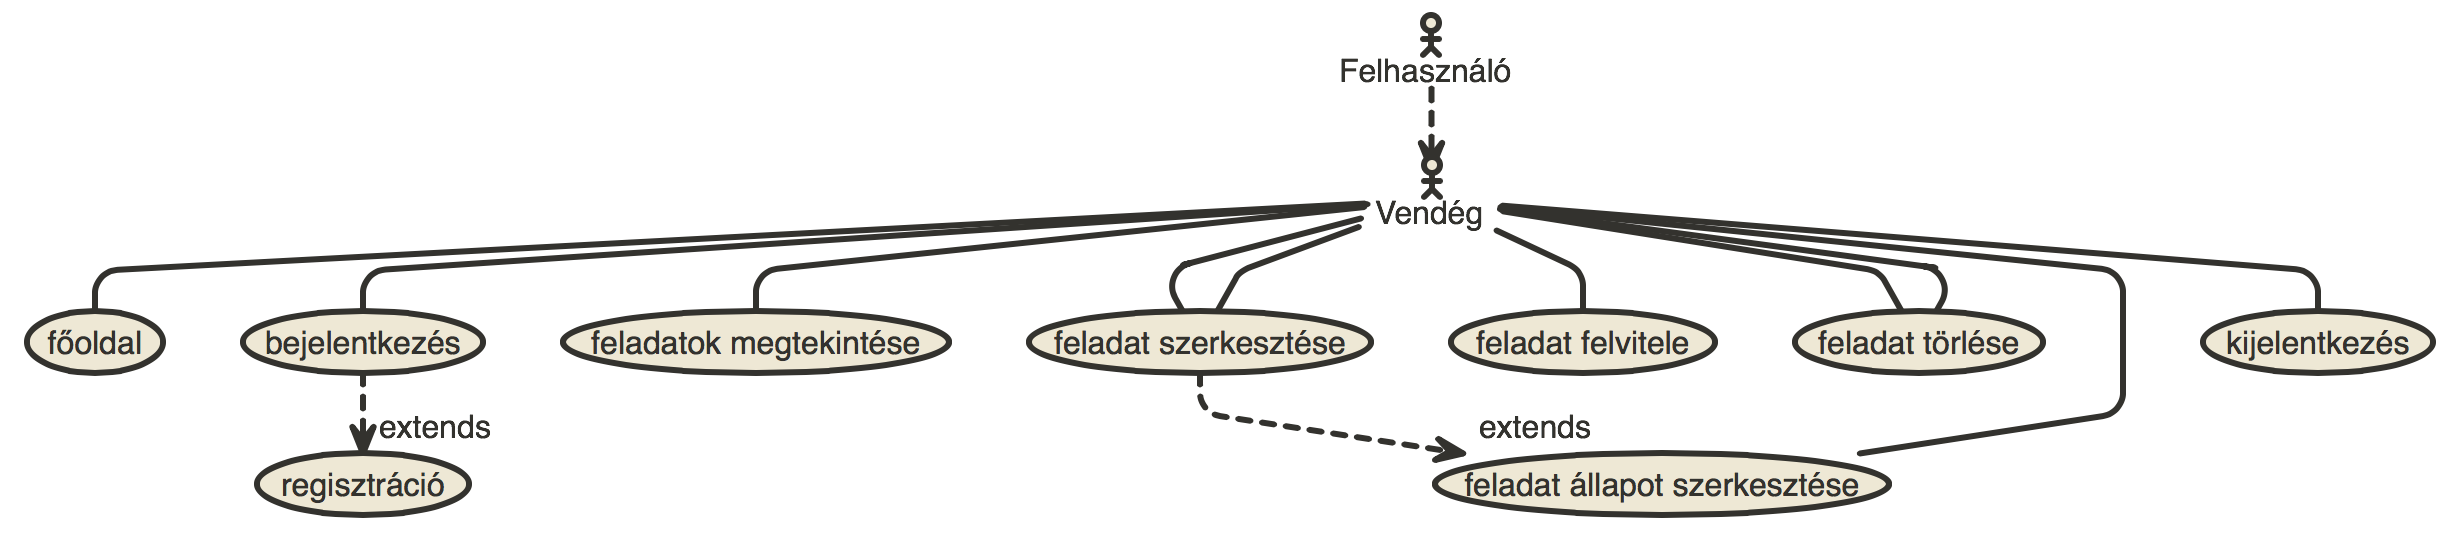 Felhasználó
Vendég
főoldal
bejelentkezés
feladatok megtekintése
feladat szerkesztése
feladat felvitele
feladat törlése
kijelentkezés
extends
extends
regisztráció
feladat állapot szerkesztése